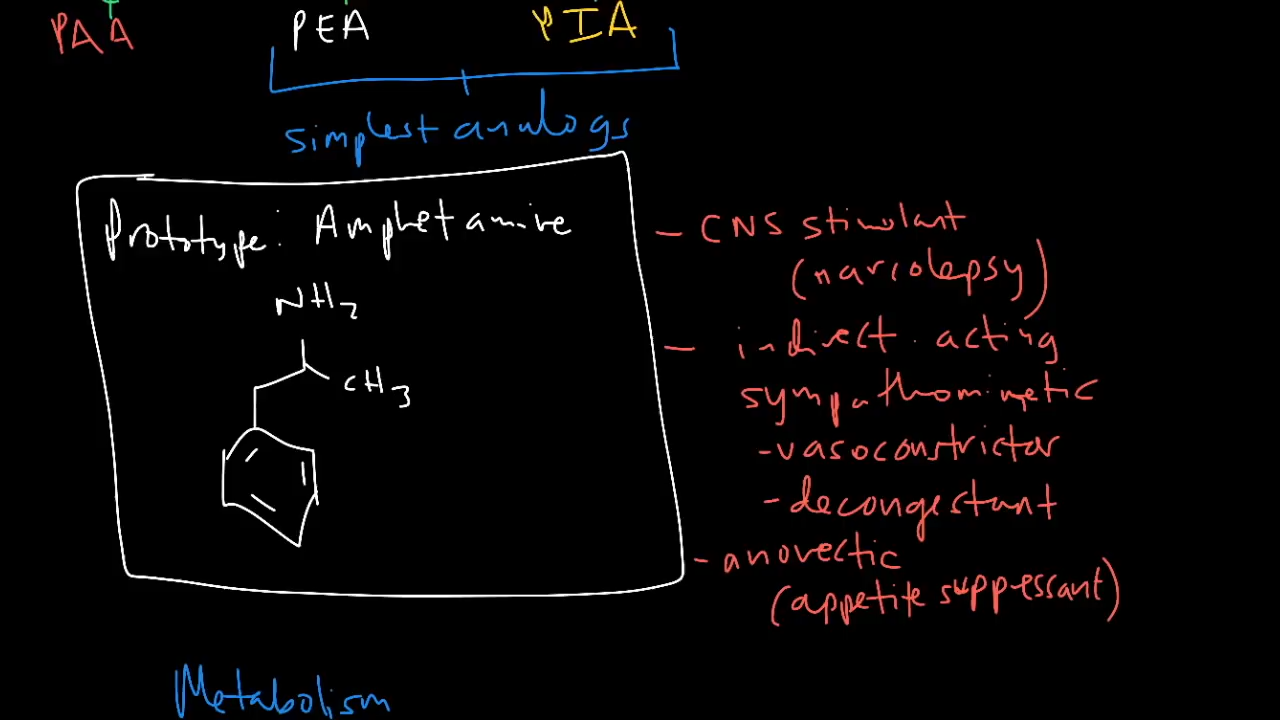 PAA PEA PIA
simplest analogs
Prototype: Amphetamine
NH2
CH3
- CNS stimulant
(narcolepsy)
- indirect acting
sympathomimetic
- vasoconstrictor
- decongestant
- anorectic
(appetite suppressant)
Metabolism